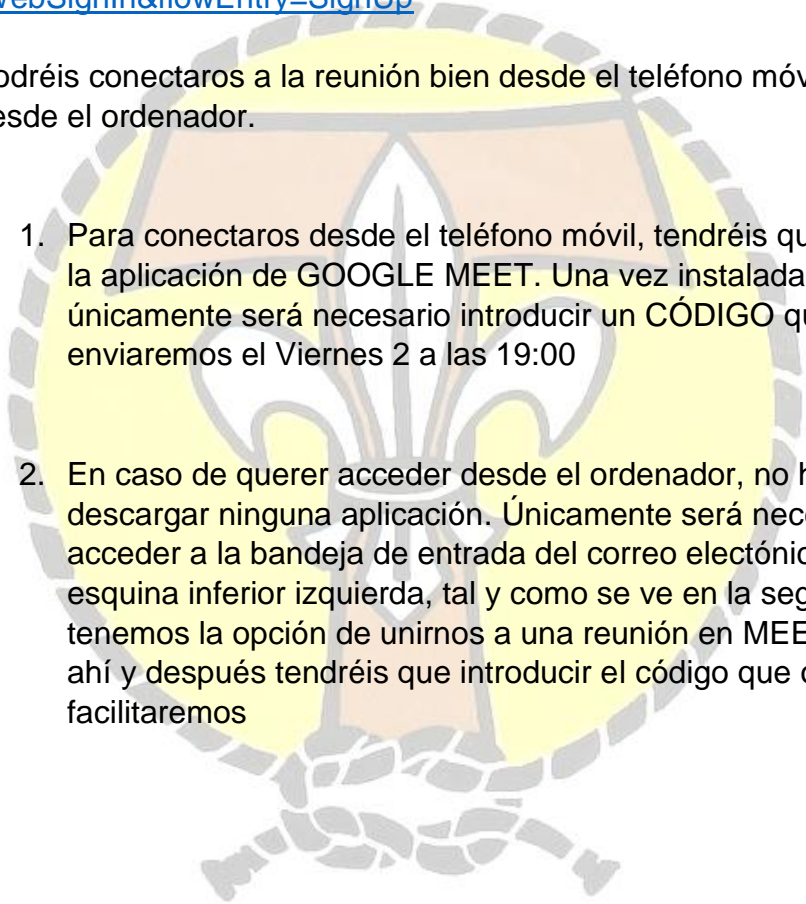 WebSignIn&flowEntry=SignUp
odréis conectaros a la reunión bien desde el teléfono móv
esde el ordenador.
1. Para conectaros desde el teléfono móvil, tendréis qu
la aplicación de GOOGLE MEET. Una vez instalada
únicamente será necesario introducir un CÓDIGO qu
enviaremos el Viernes 2 a las 19:00
2. En caso de querer acceder desde el ordenador, no h
descargar ninguna aplicación. Únicamente será nece
acceder a la bandeja de entrada del correo electónic
esquina inferior izquierda, tal y como se ve en la seg
tenemos la opción de unirnos a una reunión en MEE
ahí y después tendréis que introducir el código que o
facilitaremos